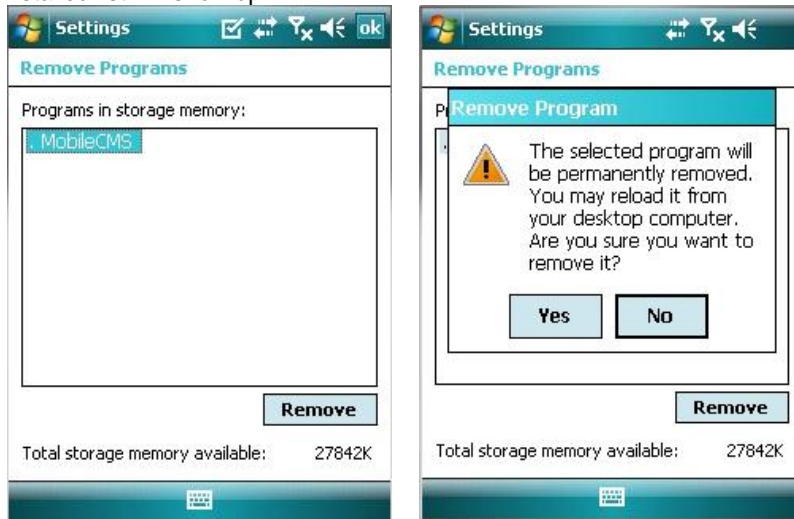 Settings
ok
Remove Programs
Programs in storage memory:
. MobileCMS
Remove
Total storage memory available: 27842K
Settings
Remove Programs
Remove Program
The selected program will
be permanently removed.
You may reload it from
your desktop computer.
Are you sure you want to
remove it?
Yes No
Remove
Total storage memory available: 27842K